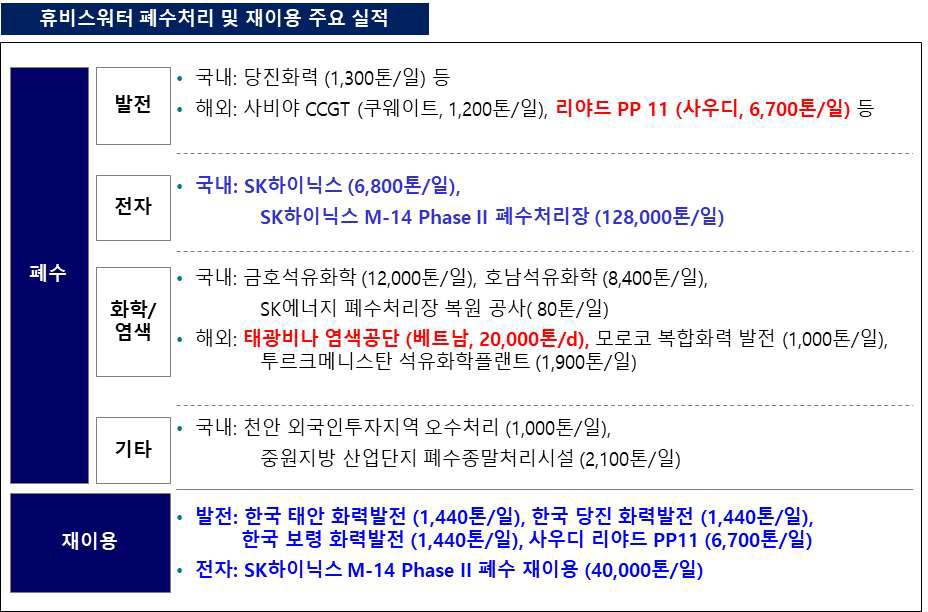 휴비스워터 폐수처리 및 재이용 주요 실적
폐수
발전
• 국내: 당진화력 (1,300톤/일) 등
• 해외: 사비야 CCGT (쿠웨이트, 1,200톤/일), 리야드 PP 11 (사우디, 6,700톤/일) 등
전자
• 국내: SK하이닉스 (6,800톤/일),
SK하이닉스 M-14 Phase II 폐수처리장 (128,000톤/일)
화학/
염색
• 국내: 금호석유화학 (12,000톤/일), 호남석유화학 (8,400톤/일),
SK에너지 폐수처리장 복원 공사( 80톤/일)
• 해외: 태광비나 염색공단 (베트남, 20,000톤/d), 모로코 복합화력 발전 (1,000톤/일),
투르크메니스탄 석유화학플랜트 (1,900톤/일)
기타
• 국내: 천안 외국인투자지역 오수처리 (1,000톤/일),
중원지방 산업단지 폐수종말처리시설 (2,100톤/일)
재이용
• 발전: 한국 태안 화력발전 (1,440톤/일), 한국 당진 화력발전 (1,440톤/일),
한국 보령 화력발전 (1,440톤/일), 사우디 리야드 PP11 (6,700톤/일)
• 전자: SK하이닉스 M-14 Phase II 폐수 재이용 (40,000톤/일)